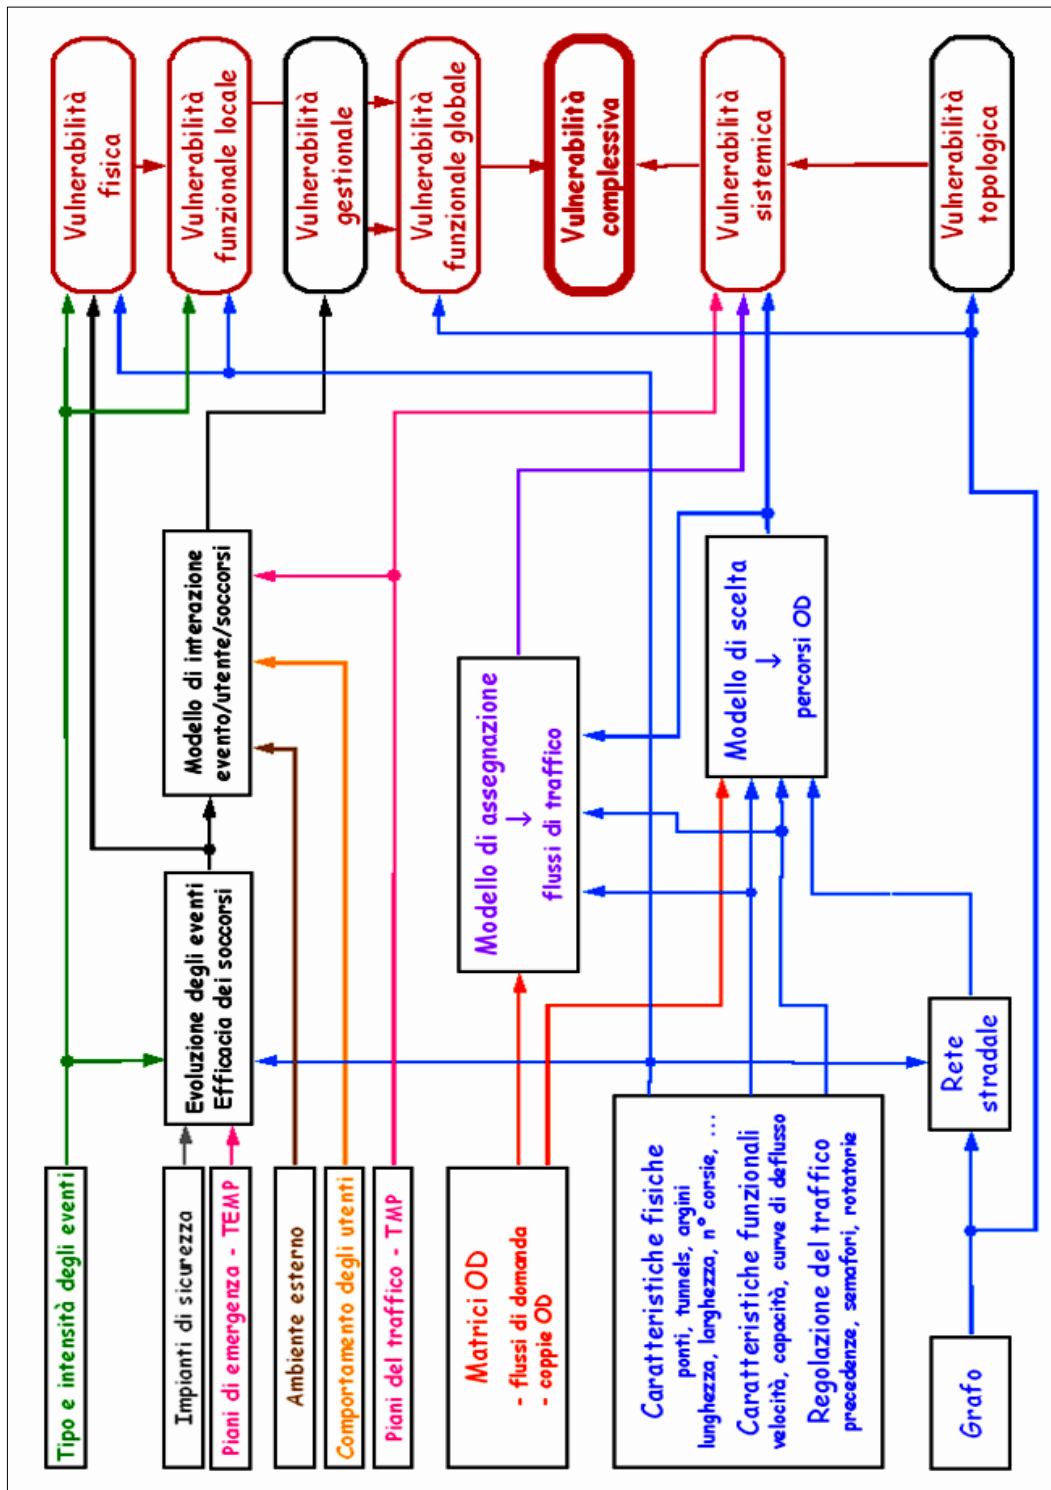 Vulnerabilità
fisica
Vulnerabilità
funzionale locale
Vulnerabilità
gestionale
Vulnerabilità
funzionale globale
Vulnerabilità
complessiva
Vulnerabilità
sistemica
Vulnerabilità
topologica
Modello di interazione
evento/utente/soccorsi
Modello di assegnazione
↓
flussi di traffico
Modello di scelta
↓
percorsi OD
Evoluzione degli eventi
Efficacia dei soccorsi
Rete
stradale
Tipo e intensità degli eventi
Impianti di sicurezza
Piani di emergenza - TEMP
Ambiente esterno
Comportamento degli utenti
Piani del traffico - TMP
Matrici OD
- flussi di domanda
- coppie OD
Caratteristiche fisiche
ponti, tunnels, argini
lunghezza, larghezza, n° corsie, ...
Caratteristiche funzionali
velocità, capacità, curve di deflusso
Regolazione del traffico
precedenze, semafori, rotatorie
Grafo